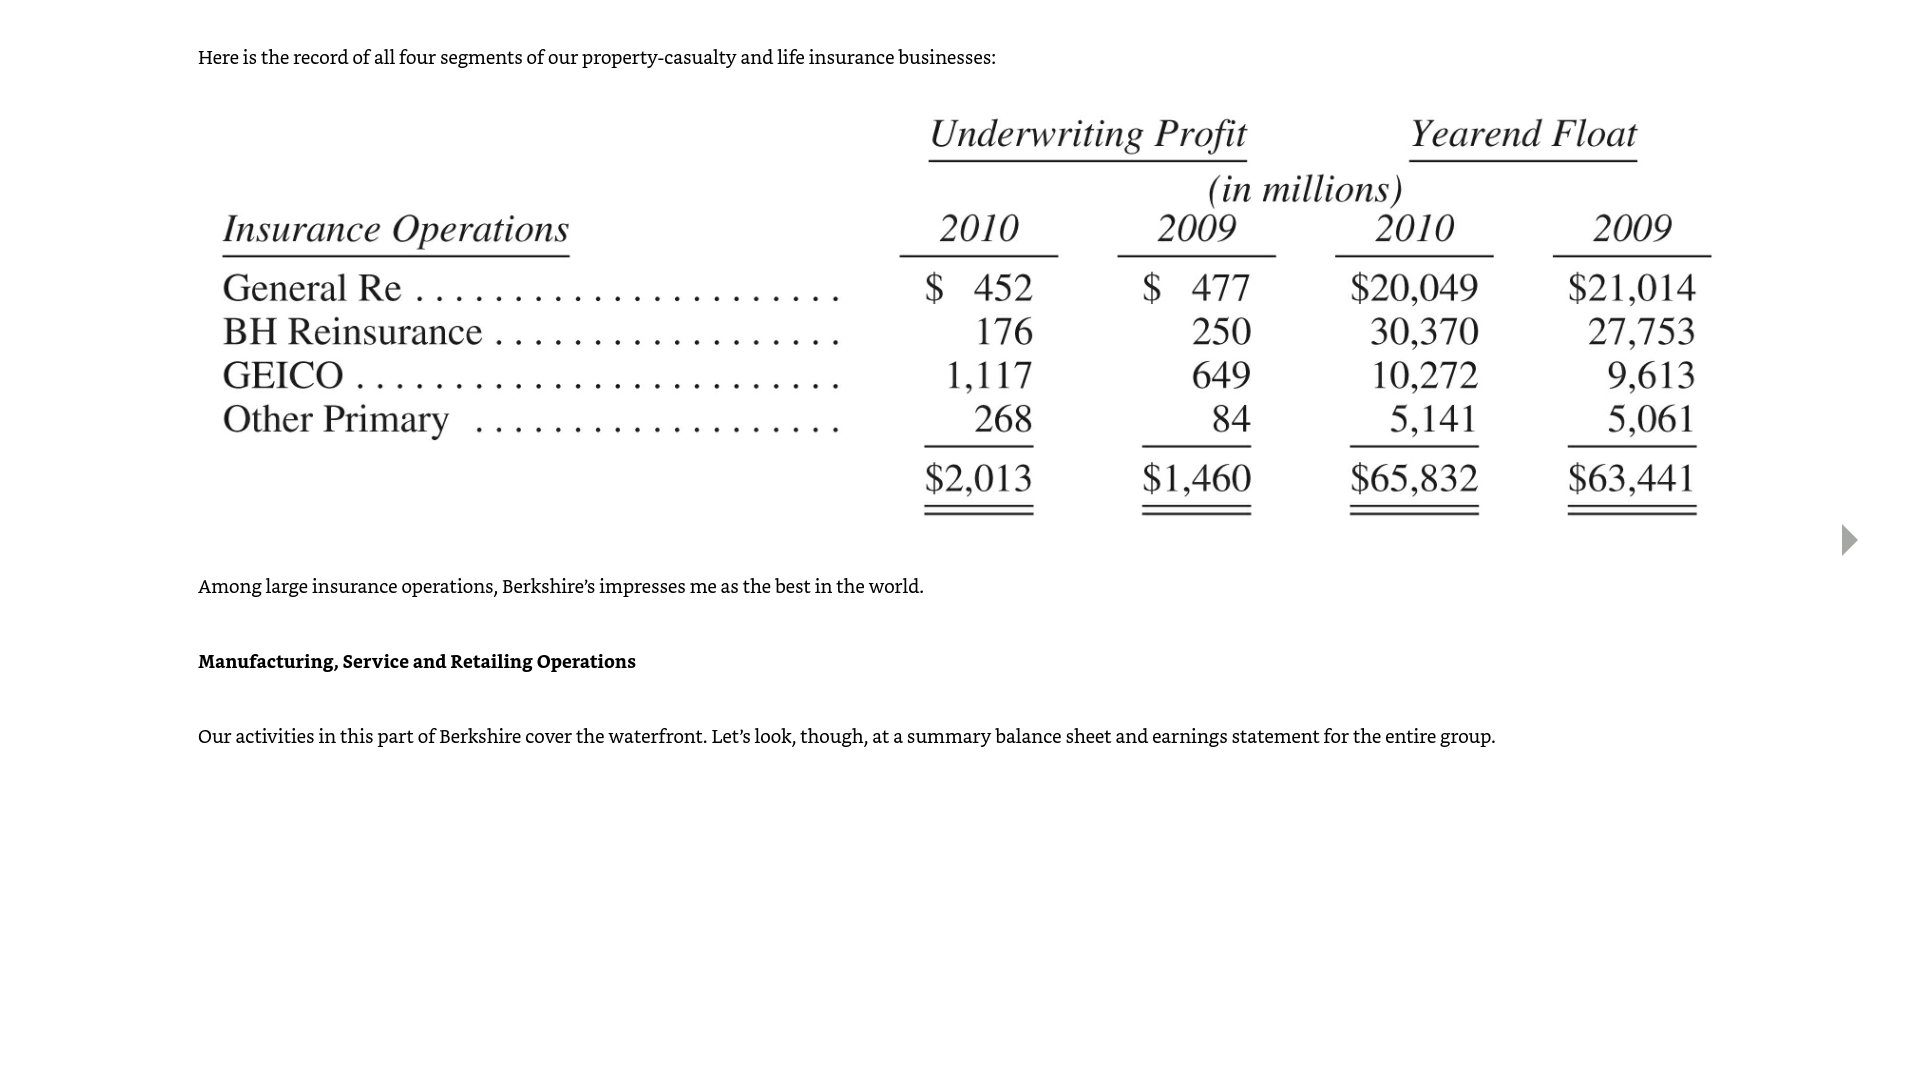 Here is the record of all four segments of our property-casualty and life insurance businesses:
Underwriting Profit Yearend Float
(in millions)
Insurance Operations 2010 2009 2010 2009
General Re . . . . . . . . . . . . . . . . . . . . . . $ 452 $ 477 $20,049 $21,014
BH Reinsurance . . . . . . . . . . . . . . . . . . 176 250 30,370 27,753
GEICO . . . . . . . . . . . . . . . . . . . . . . . . . 1,117 649 10,272 9,613
Other Primary . . . . . . . . . . . . . . . . . . . 268 84 5,141 5,061
$2,013 $1,460 $65,832 $63,441
Among large insurance operations, Berkshire’s impresses me as the best in the world.
Manufacturing, Service and Retailing Operations
Our activities in this part of Berkshire cover the waterfront. Let’s look, though, at a summary balance sheet and earnings statement for the entire group.